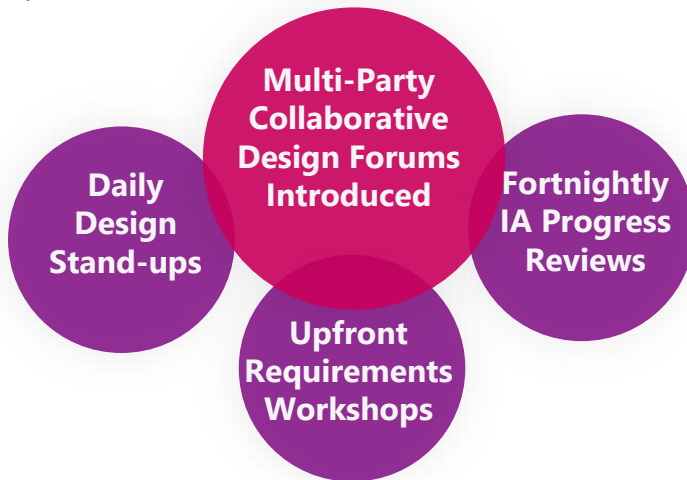 Multi-Party
Collaborative
Design Forums
Introduced
Daily
Design
Stand-ups
Fortnightly
IA Progress
Reviews
Upfront
Requirements
Workshops